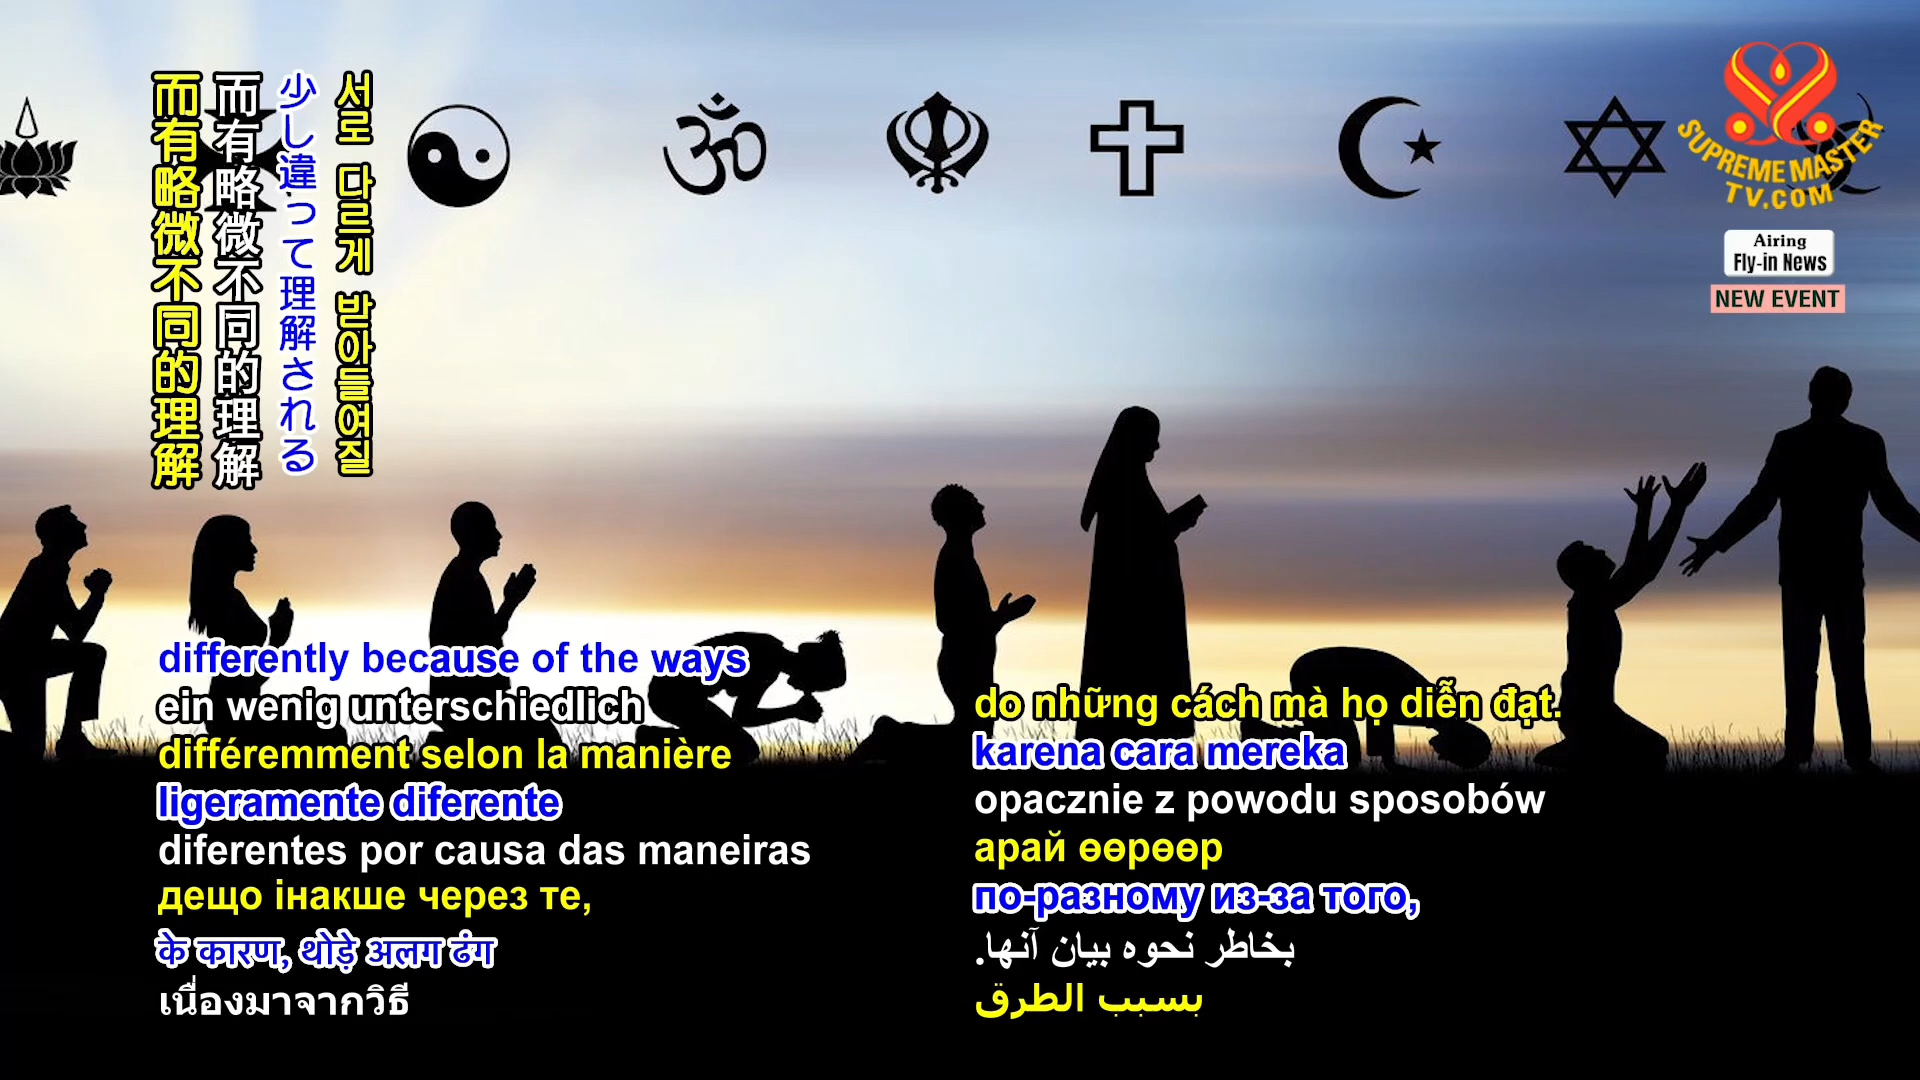 而有略微不同的理解
而有略微不同的理解
少し違って理解される
서로 다르게 받아들여질
SUPREME MASTER
TV.COM
Airing
Fly-in News
NEW EVENT
differently because of the ways
ein wenig unterschiedlich
différemment selon la manière
ligeramente diferente
diferentes por causa das maneiras
дещо інакше через те,
के कारण, थोड़े अलग ढंग
เนื่องมาจากวิธี
do những cách mà họ diễn đạt.
karena cara mereka
opacznie z powodu sposobów
арай өөрөөр
по-разному из-за того,
بخاطر نحوه بیان آنها.
بسبب الطرق